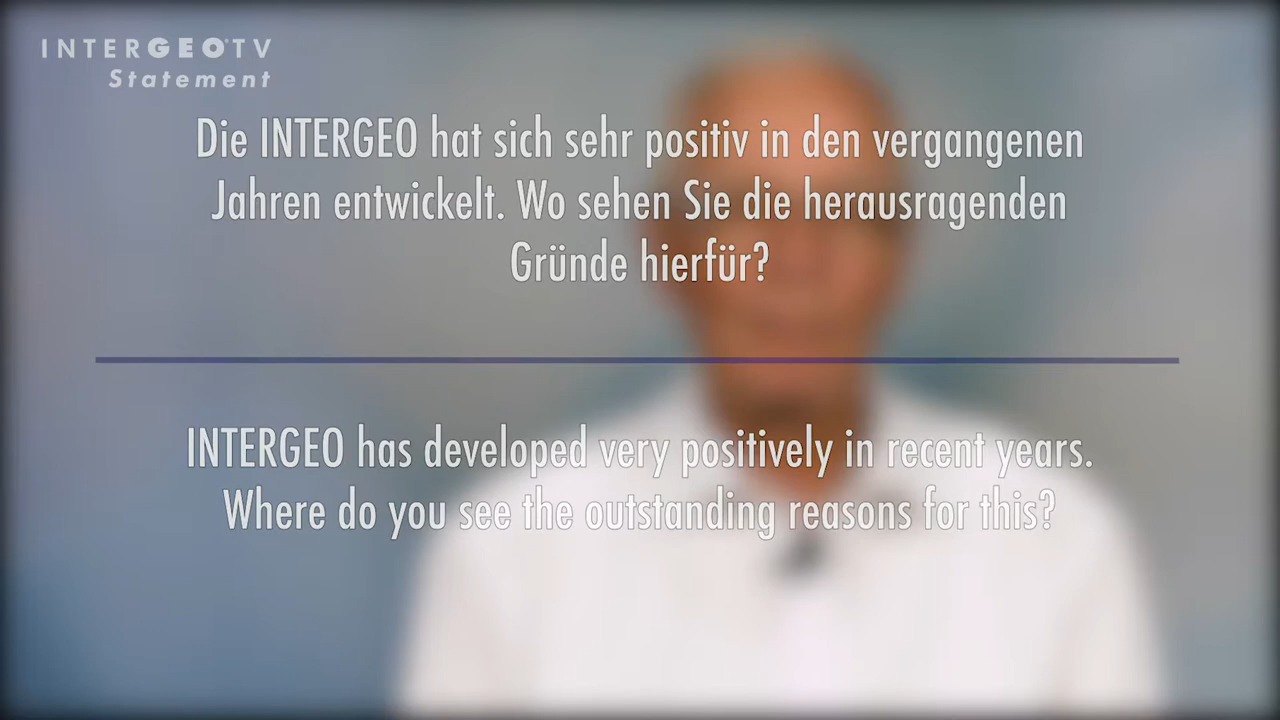 INTERGEO TV
Statement
Die INTERGEO hat sich sehr positiv in den vergangenen
Jahren entwickelt. Wo sehen Sie die herausragenden
Gründe hierfür?
INTERGEO has developed very positively in recent years.
Where do you see the outstanding reasons for this?